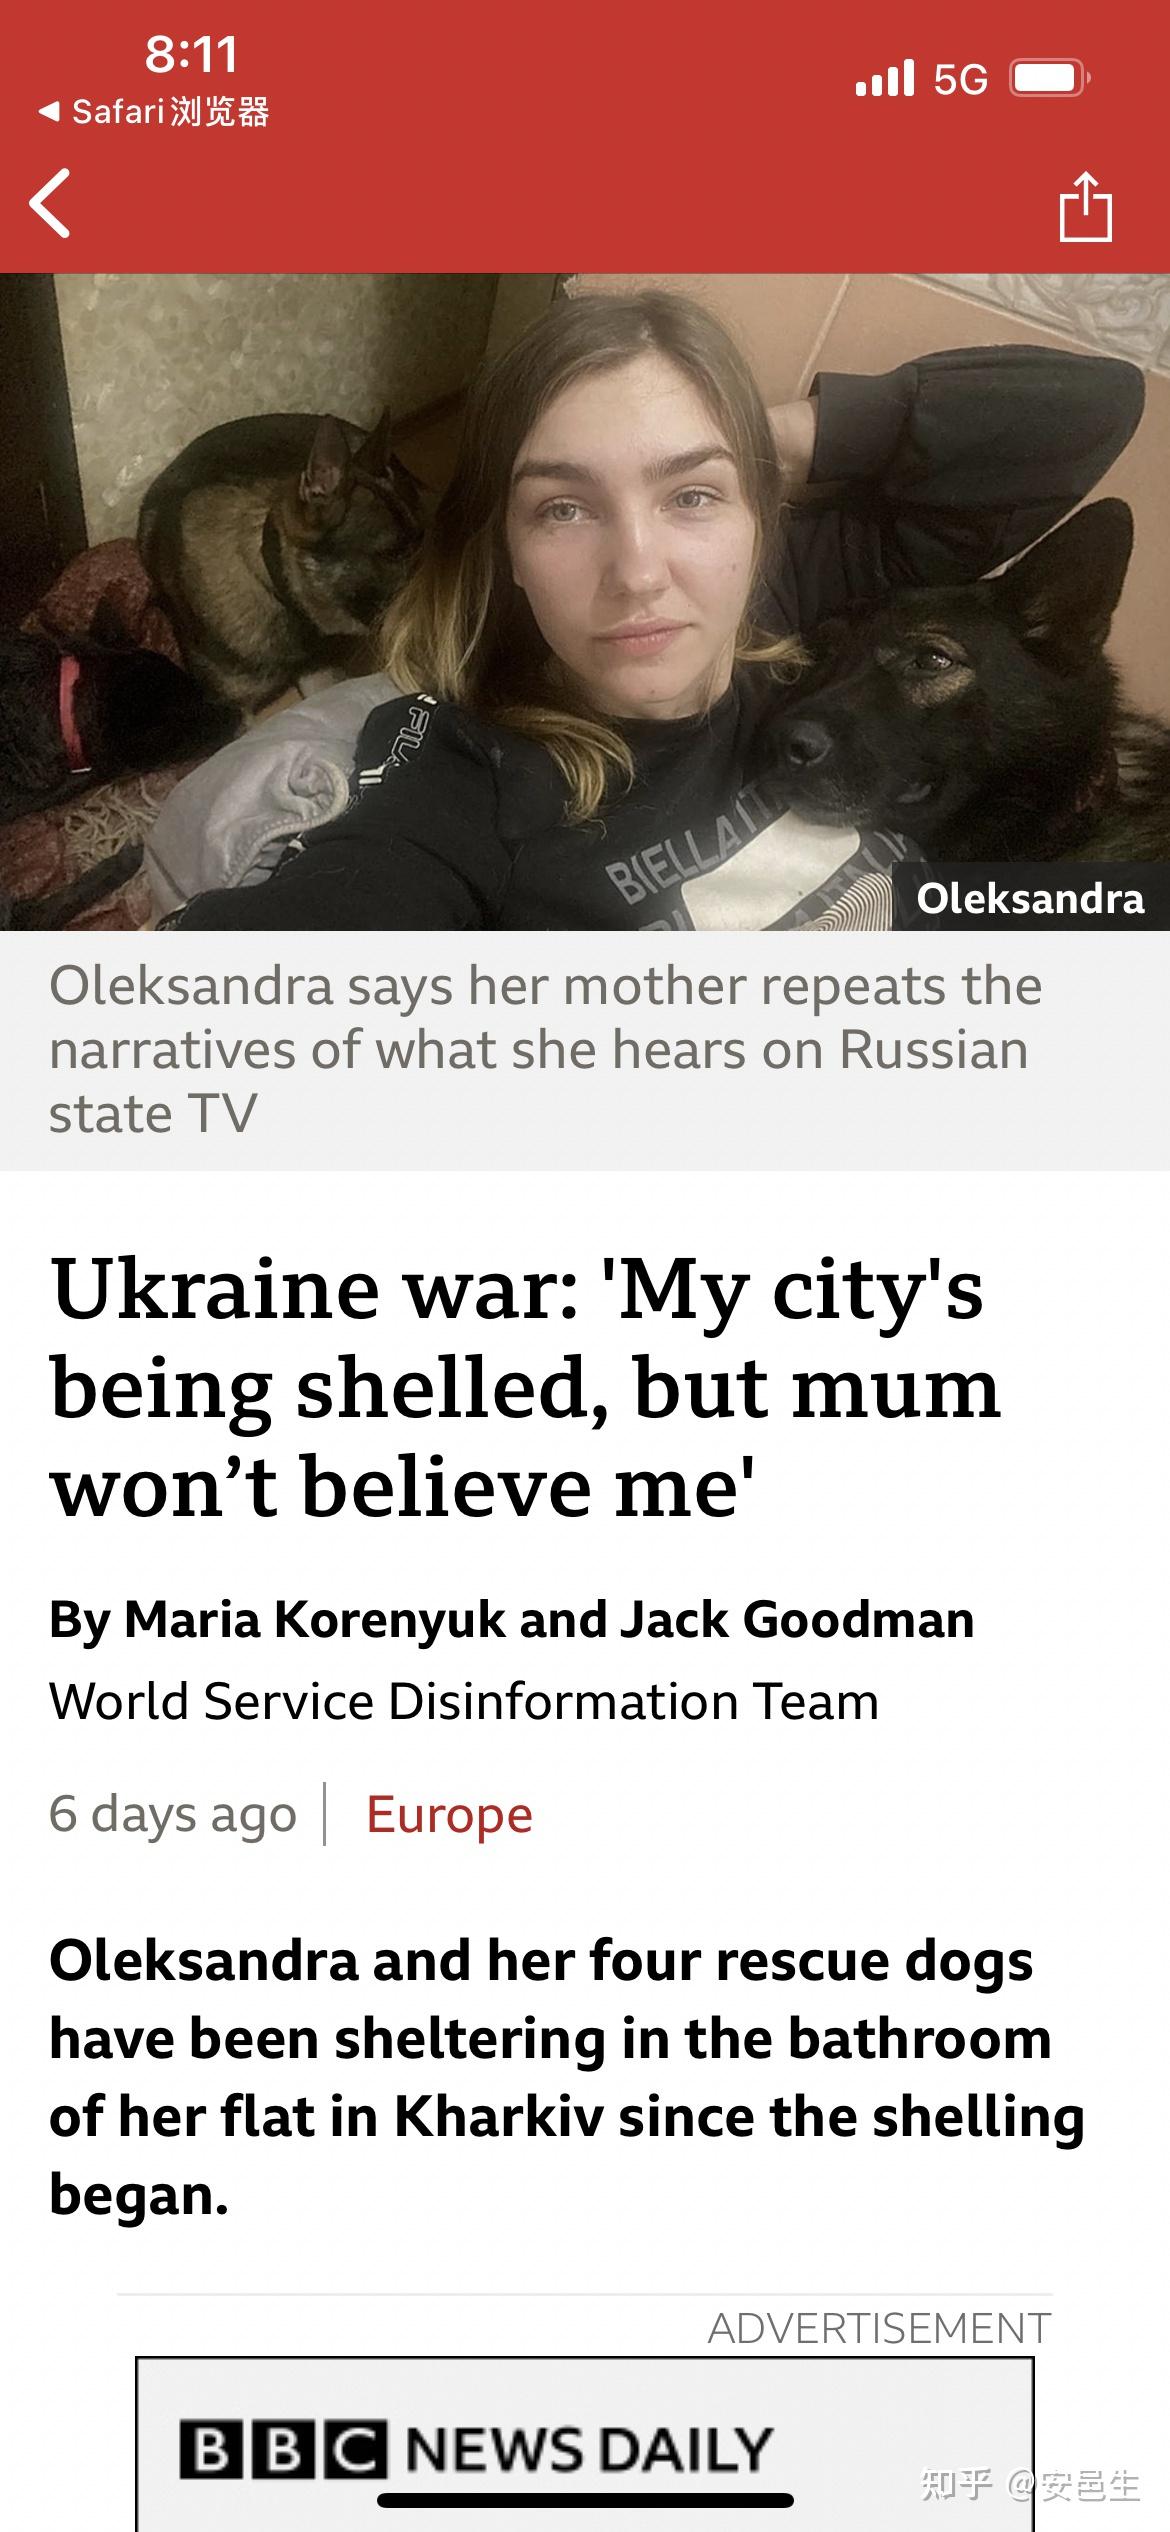 8:11
5G
Safari浏览器
FILA
BIELLA
Oleksandra
Oleksandra says her mother repeats the
narratives of what she hears on Russian
state TV
Ukraine war: 'My city's
being shelled, but mum
won’t believe me'
By Maria Korenyuk and Jack Goodman
World Service Disinformation Team
6 days ago
Europe
Oleksandra and her four rescue dogs
have been sheltering in the bathroom
of her flat in Kharkiv since the shelling
began.
ADVERTISEMENT
BBC NEWS DAILY
知乎 @安邑生